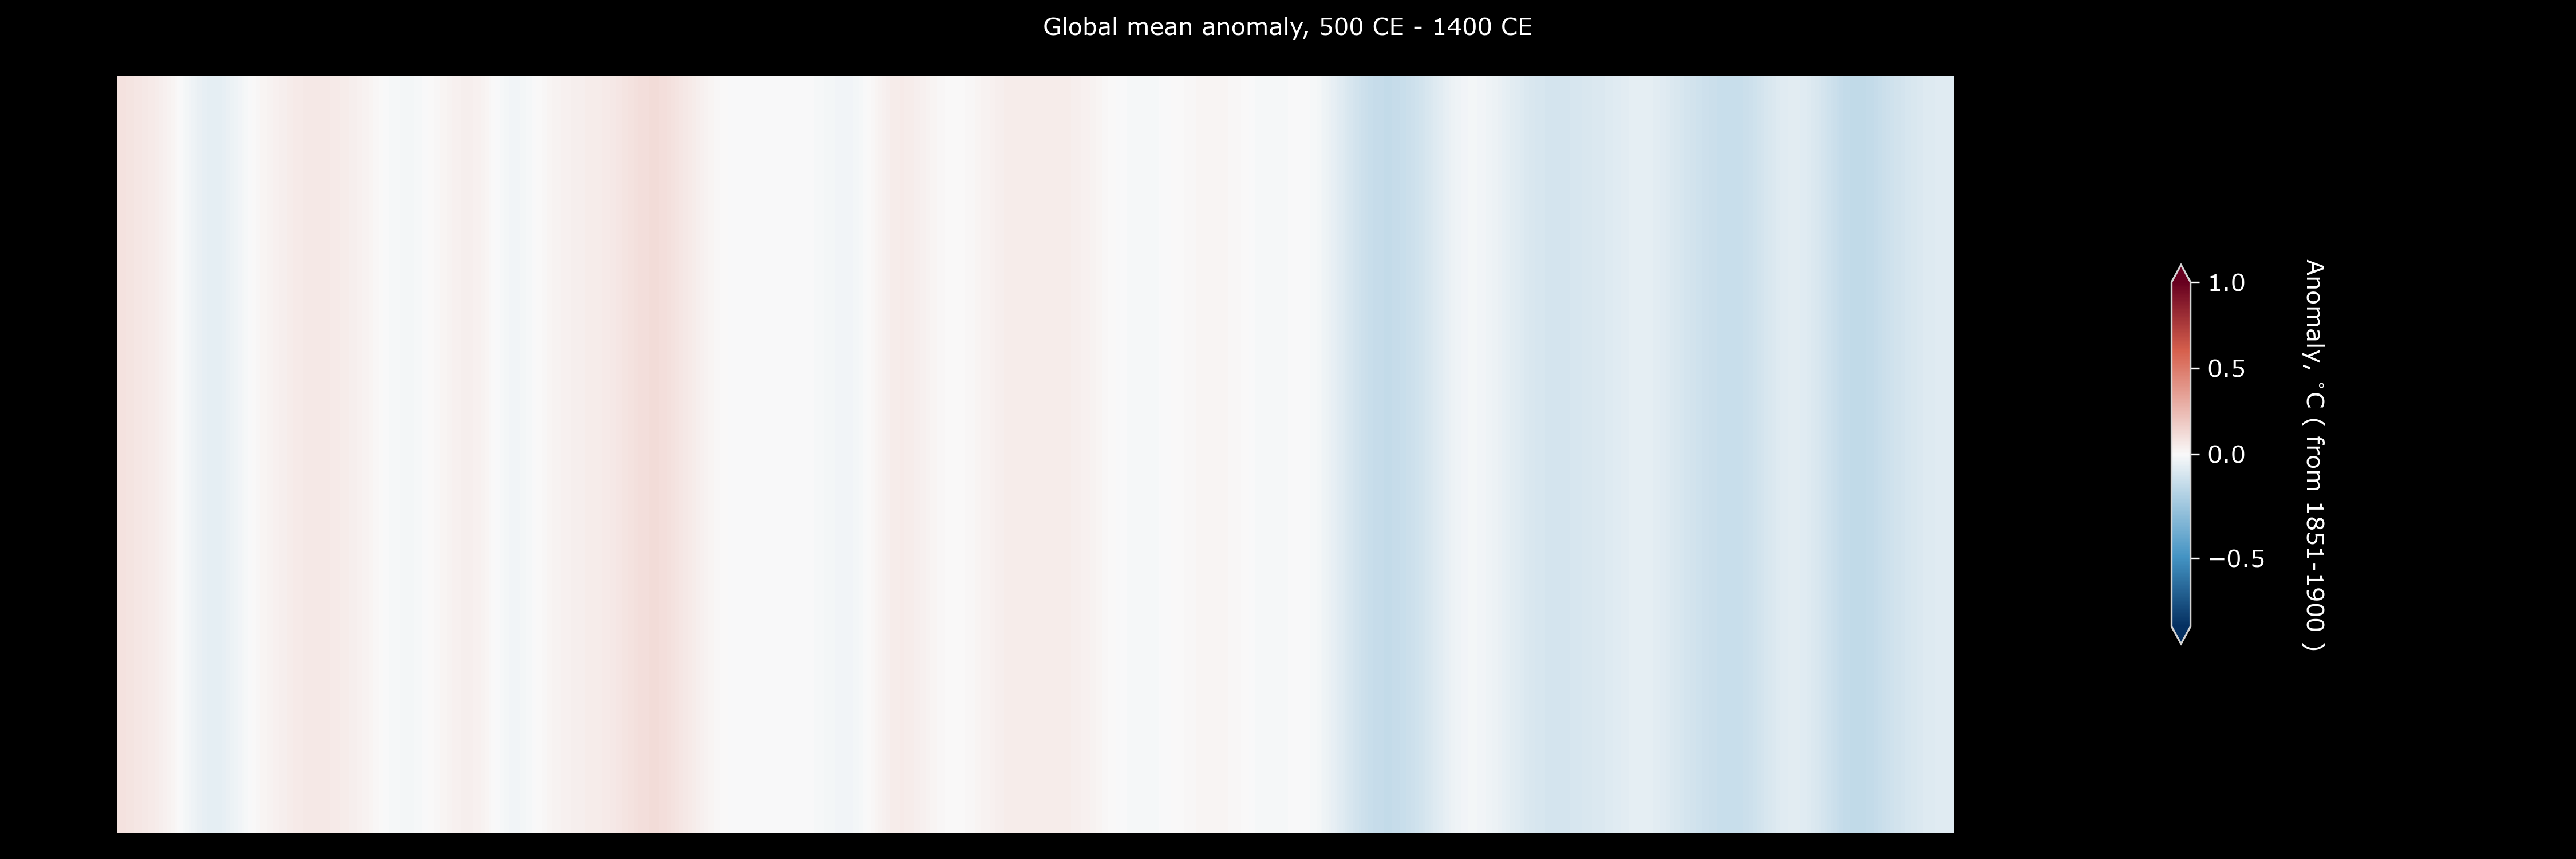 Global mean anomaly, 500 CE - 1400 CE
1.0
0.5
0.0
−0.5
Anomaly, °C ( from 1851-1900 )